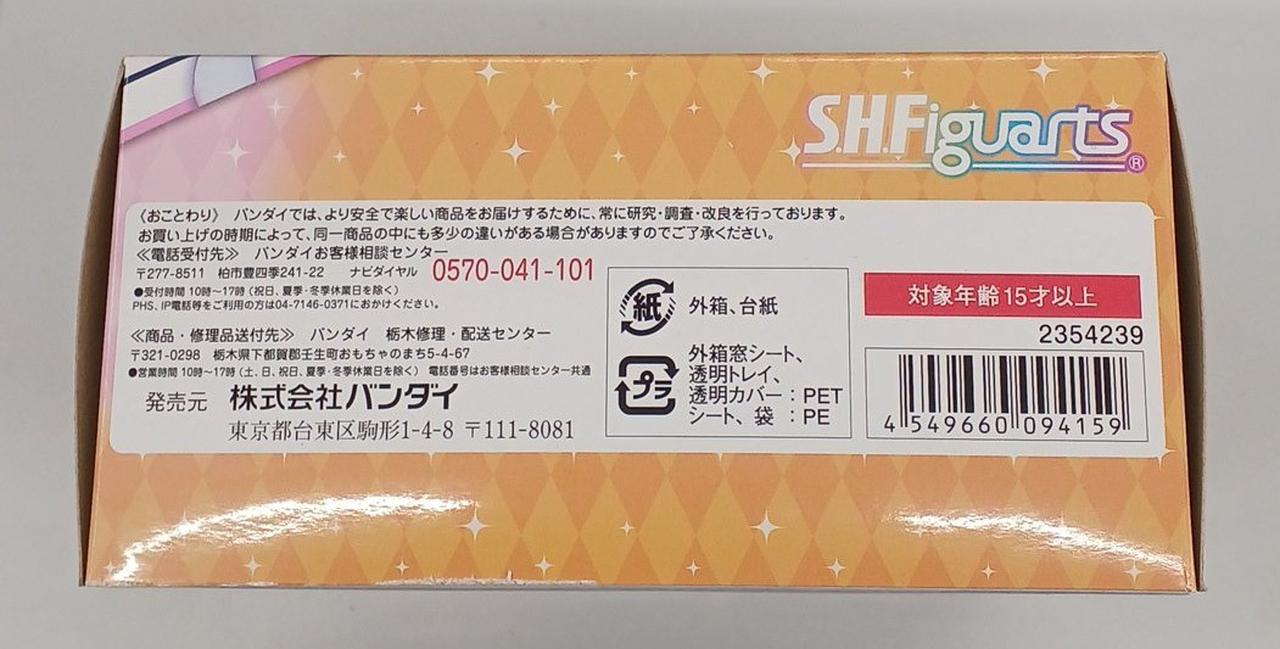 S.H.Figuarts®
《おことわり》 バンダイでは、より安全で楽しい商品をお届けするために、常に研究・調査・改良を行っております。
お買い上げの時期によって、同一商品の中にも多少の違いがある場合がありますのでご了承ください。
≪電話受付先≫ バンダイお客様相談センター
〒277-8511 柏市豊四季241-22 ナビダイヤル 0570-041-101
●受付時間 10時〜17時(祝日、夏季・冬季休業日を除く)
PHS、IP電話等をご利用の方は04-7146-0371におかけください。
≪商品・修理品送付先≫ バンダイ 栃木修理・配送センター
〒321-0298 栃木県下都賀郡壬生町おもちゃのまち5-4-67
●営業時間 10時〜17時(土、日、祝日、夏季・冬季休業日を除く) 電話番号はお客様相談センター共通
発売元 株式会社バンダイ
東京都台東区駒形1-4-8 〒111-8081
紙 外箱、台紙
プラ
外箱窓シート、
透明トレイ、
透明カバー:PET
シート、袋 :PE
対象年齢15才以上
2354239
4 549660 094159